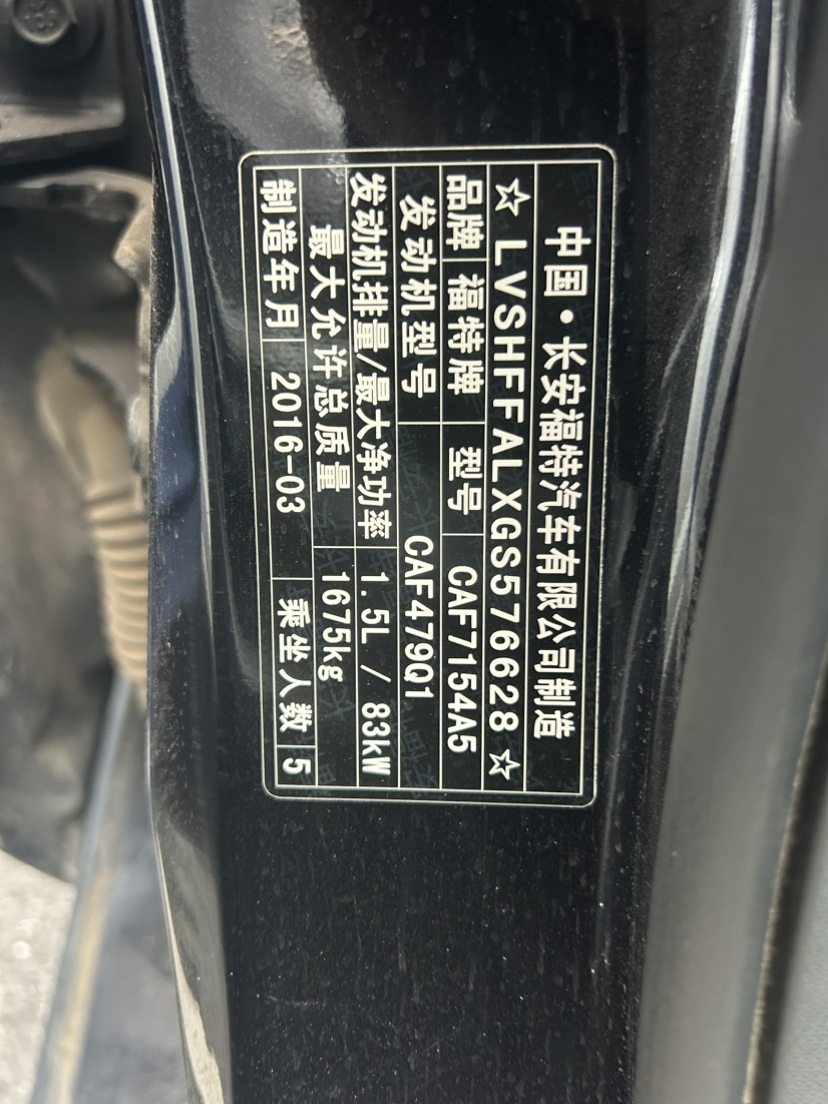 中国·长安福特汽车有限公司制造
☆LVSHFFALXGS576628☆
品牌 福特牌 型号 CAF7154A5
发动机型号 CAF479Q1
发动机排量/最大净功率 1.5L / 83kW
最大允许总质量 1675kg
制造年月 2016-03 乘坐人数 5